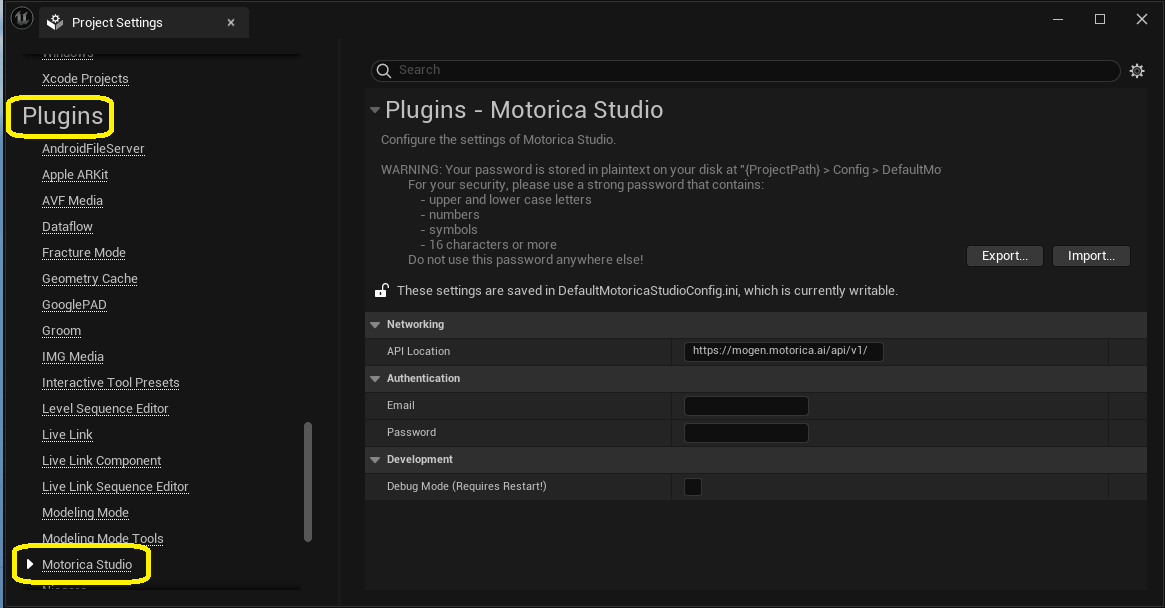 Project Settings
Windows
Xcode Projects
Plugins
AndroidFileServer
Apple ARKit
AVF Media
Dataflow
Fracture Mode
Geometry Cache
GooglePAD
Groom
IMG Media
Interactive Tool Presets
Level Sequence Editor
Live Link
Live Link Component
Live Link Sequence Editor
Modeling Mode
Modeling Mode Tools
Motorica Studio
Search
Plugins - Motorica Studio
Configure the settings of Motorica Studio.
WARNING: Your password is stored in plaintext on your disk at "{ProjectPath} > Config > DefaultMot
For your security, please use a strong password that contains:
- upper and lower case letters
- numbers
- symbols
- 16 characters or more
Do not use this password anywhere else!
Export... Import...
These settings are saved in DefaultMotoricaStudioConfig.ini, which is currently writable.
Networking
API Location https://mogen.motorica.ai/api/v1/
Authentication
Email
Password
Development
Debug Mode (Requires Restart!)